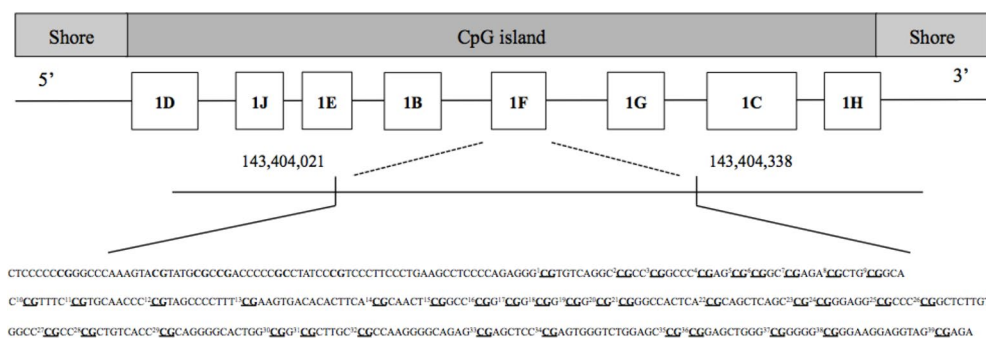 Shore CpG island Shore
5’ 3’
1D 1J 1E 1B 1F 1G 1C 1H
143,404,021 143,404,338
CTCCCCCCGGGCCCAAAGTACGTATGCGCCGACCCCCGCCTATCCCGTCCCTTCCCTGAAGCCTCCCCAGAGGG¹CGTGTCAGGC²CGCC³CGGCCC⁴CGAG⁵CG⁶CGGC⁷CGAGA⁸CGCTG⁹CGGCA
C¹⁰CGTTTC¹¹CGTGCAACCC¹²CGTAGCCCCTTT¹³CGAAGTGACACACTTCA¹⁴CGCAACT¹⁵CGGCC¹⁶CGG¹⁷CGG¹⁸CGG¹⁹CGG²⁰CG²¹CGGGCCACTCA²²CGCAGCTCAGC²³CG²⁴CGGGAGG²⁵CGCCC²⁶CGGCTCTTGT
GGCC²⁷CGCC²⁸CGCTGTCACC²⁹CGCAGGGGCACTGG³⁰CGG³¹CGCTTGC³²CGCCAAGGGGCAGAG³³CGAGCTCC³⁴CGAGTGGGTCTGGAGC³⁵CG³⁶CGGAGCTGGG³⁷CGGGGG³⁸CGGGAAGGAGGTAG³⁹CGAGA